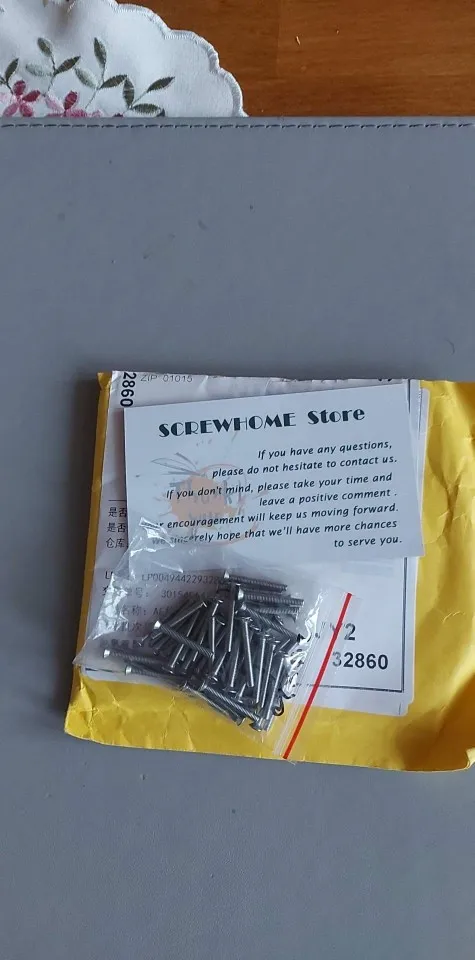 32860
ZIP 01015
SCREWHOME Store
If you have any questions,
please do not hesitate to contact us.
If you don't mind, please take your time and
leave a positive comment .
encouragement will keep us moving forward.
sincerely hope that we'll have more chances
to serve you.
是否
是否
仓库
32860